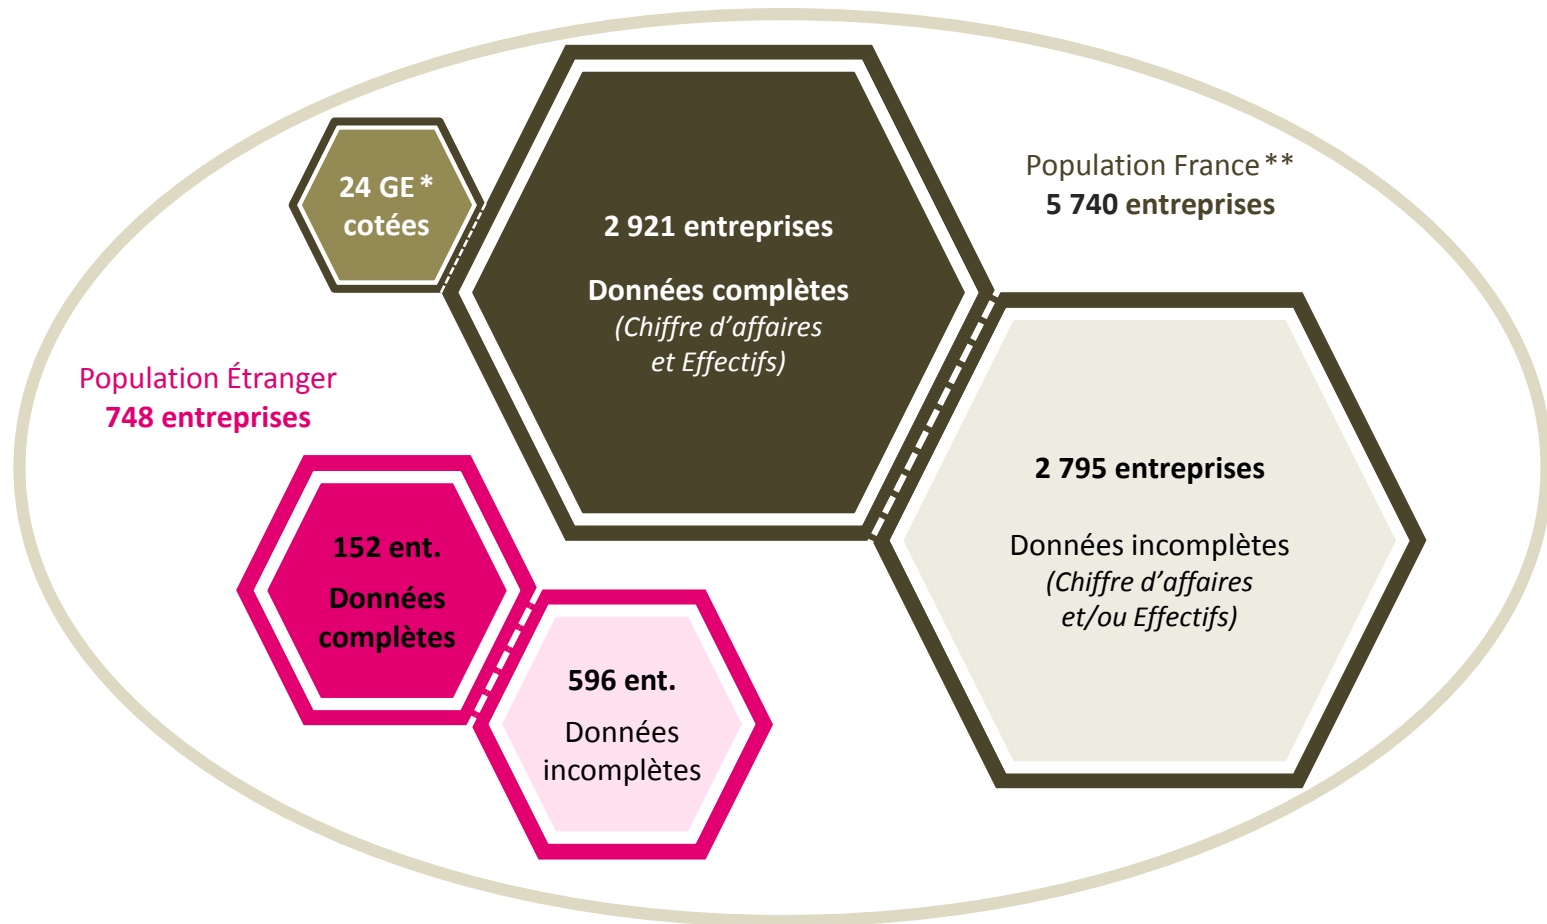 24 GE *
cotées
2 921 entreprises
Données complètes
(Chiffre d’affaires
et Effectifs)
Population France **
5 740 entreprises
Population Étranger
748 entreprises
2 795 entreprises
Données incomplètes
(Chiffre d’affaires
et/ou Effectifs)
152 ent.
Données
complètes
596 ent.
Données
incomplètes